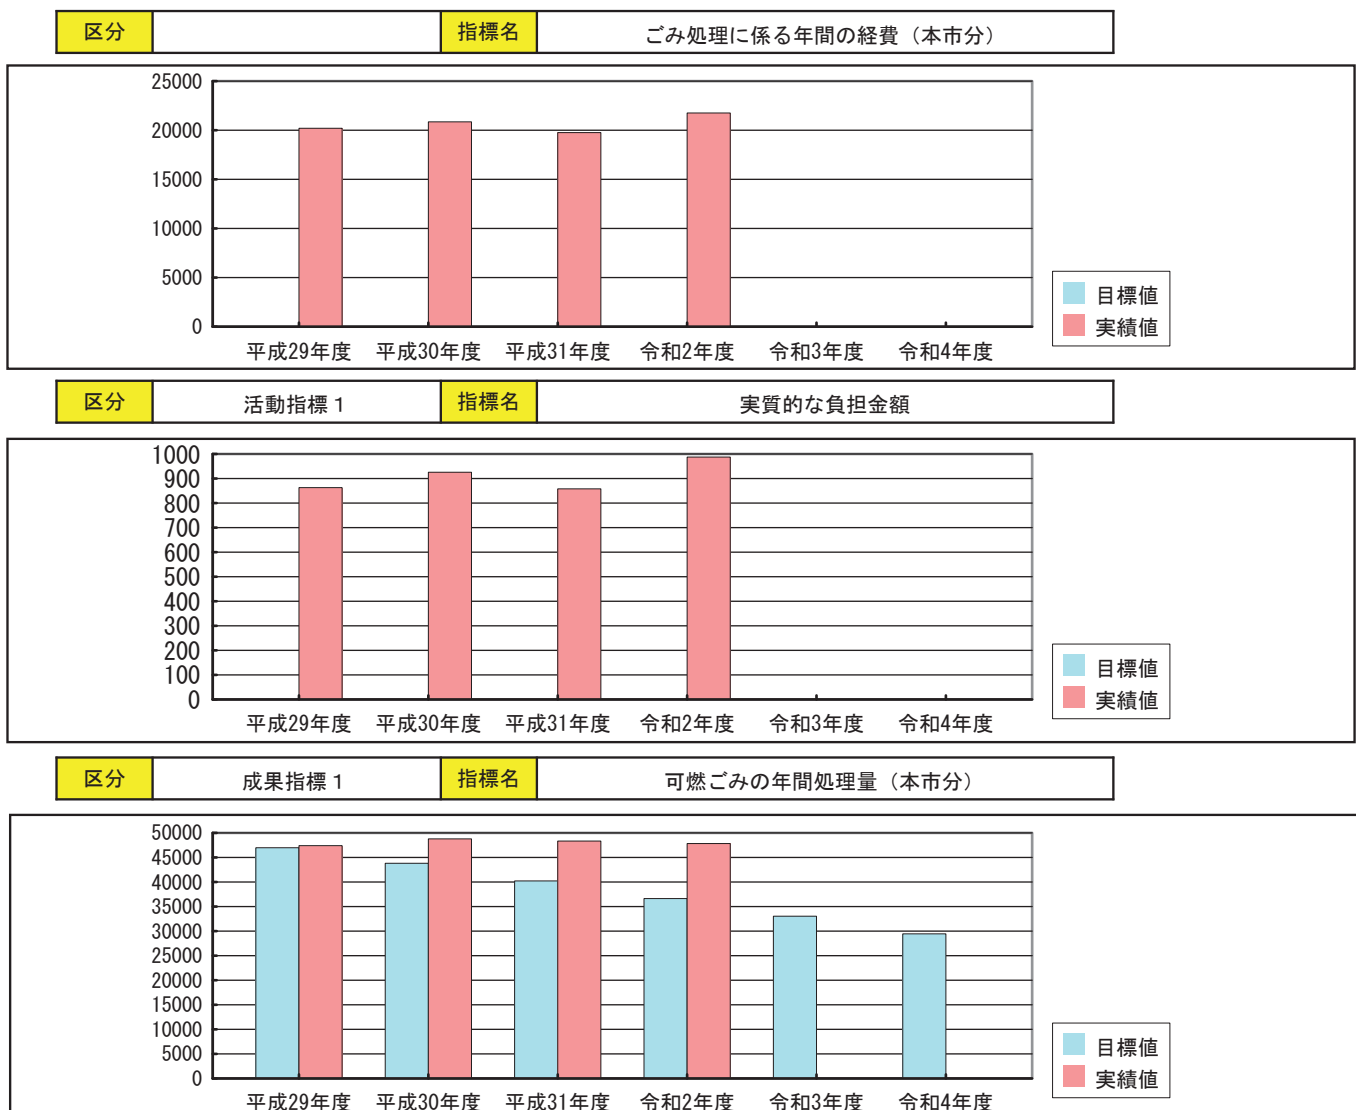 区分 指標名 ごみ処理に係る年間の経費（本市分）
25000
20000
15000
10000
5000
0
平成29年度 平成30年度 平成31年度 令和2年度 令和3年度 令和4年度
目標値
実績値
区分 活動指標１ 指標名 実質的な負担金額
1000
900
800
700
600
500
400
300
200
100
0
平成29年度 平成30年度 平成31年度 令和2年度 令和3年度 令和4年度
目標値
実績値
区分 成果指標１ 指標名 可燃ごみの年間処理量（本市分）
50000
45000
40000
35000
30000
25000
20000
15000
10000
5000
0
平成29年度 平成30年度 平成31年度 令和2年度 令和3年度 令和4年度
目標値
実績値